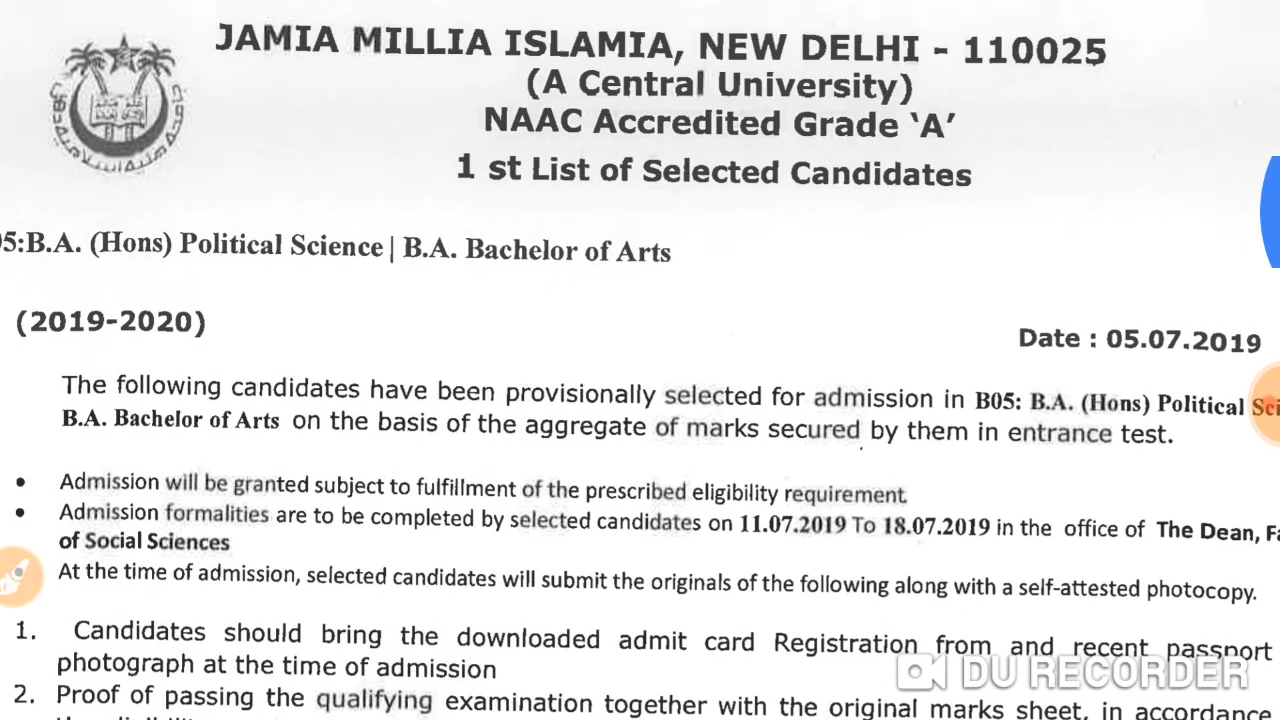 JAMIA MILLIA ISLAMIA, NEW DELHI - 110025
(A Central University)
NAAC Accredited Grade ‘A’
1 st List of Selected Candidates
05:B.A. (Hons) Political Science | B.A. Bachelor of Arts
(2019-2020)
Date : 05.07.2019
The following candidates have been provisionally selected for admission in B05: B.A. (Hons) Political Sci
B.A. Bachelor of Arts on the basis of the aggregate of marks secured by them in entrance test.
• Admission will be granted subject to fulfillment of the prescribed eligibility requirement.
• Admission formalities are to be completed by selected candidates on 11.07.2019 To 18.07.2019 in the office of The Dean, Fa
of Social Sciences
At the time of admission, selected candidates will submit the originals of the following along with a self-attested photocopy.
1. Candidates should bring the downloaded admit card Registration from and recent passport
photograph at the time of admission
DU RECORDER
2. Proof of passing the qualifying examination together with the original marks sheet, in accordance